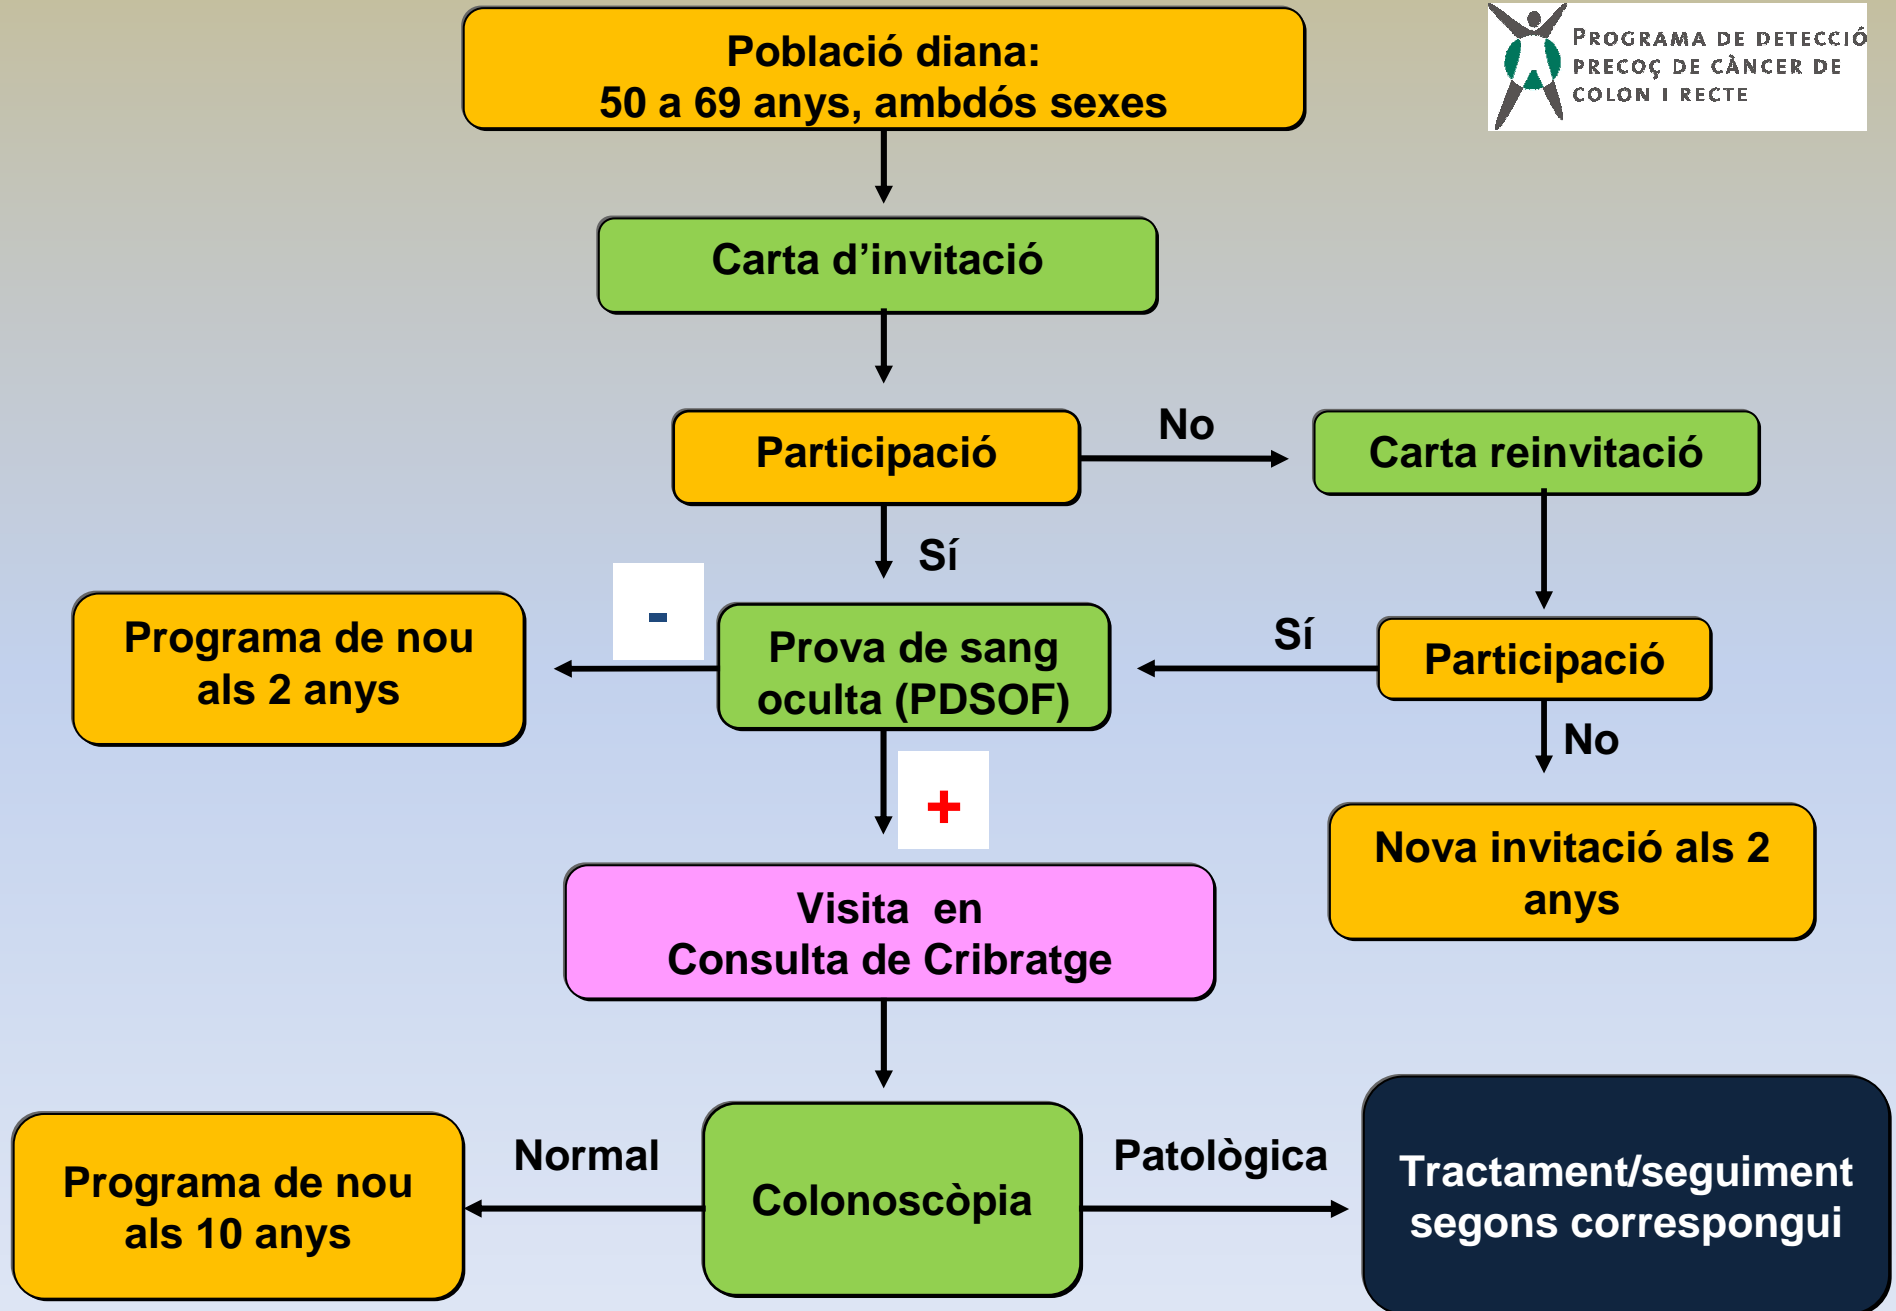 Població diana:
50 a 69 anys, ambdós sexes
PROGRAMA DE DETECCIÓ
PRECOÇ DE CÀNCER DE
COLON I RECTE
Carta d’invitació
Participació
No
Carta reinvitació
Sí
Programa de nou
als 2 anys
-
Prova de sang
oculta (PDSOF)
Sí
Participació
No
+
Nova invitació als 2
anys
Visita en
Consulta de Cribratge
Programa de nou
als 10 anys
Normal
Colonoscòpia
Patològica
Tractament/seguiment
segons correspongui